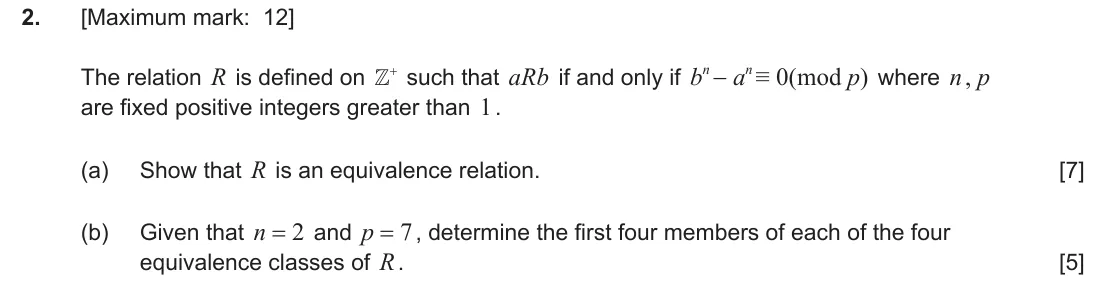 2. [Maximum mark: 12]
The relation R is defined on ℤ⁺ such that aRb if and only if bⁿ – aⁿ ≡ 0(mod p) where n, p
are fixed positive integers greater than 1.
(a) Show that R is an equivalence relation. [7]
(b) Given that n = 2 and p = 7, determine the first four members of each of the four
equivalence classes of R. [5]